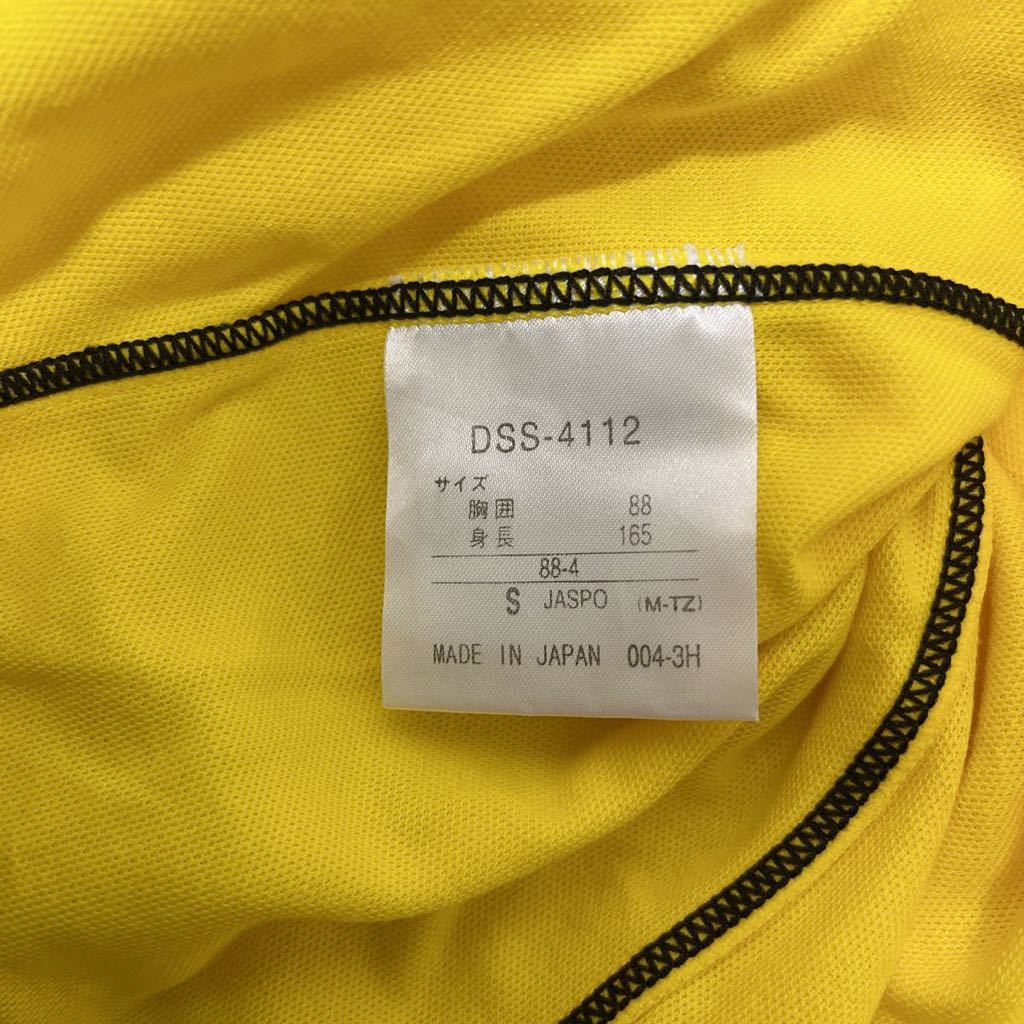 DSS-4112
サイズ
胸囲 88
身長 165
88-4
S JASPO (M-TZ)
MADE IN JAPAN 004-3H